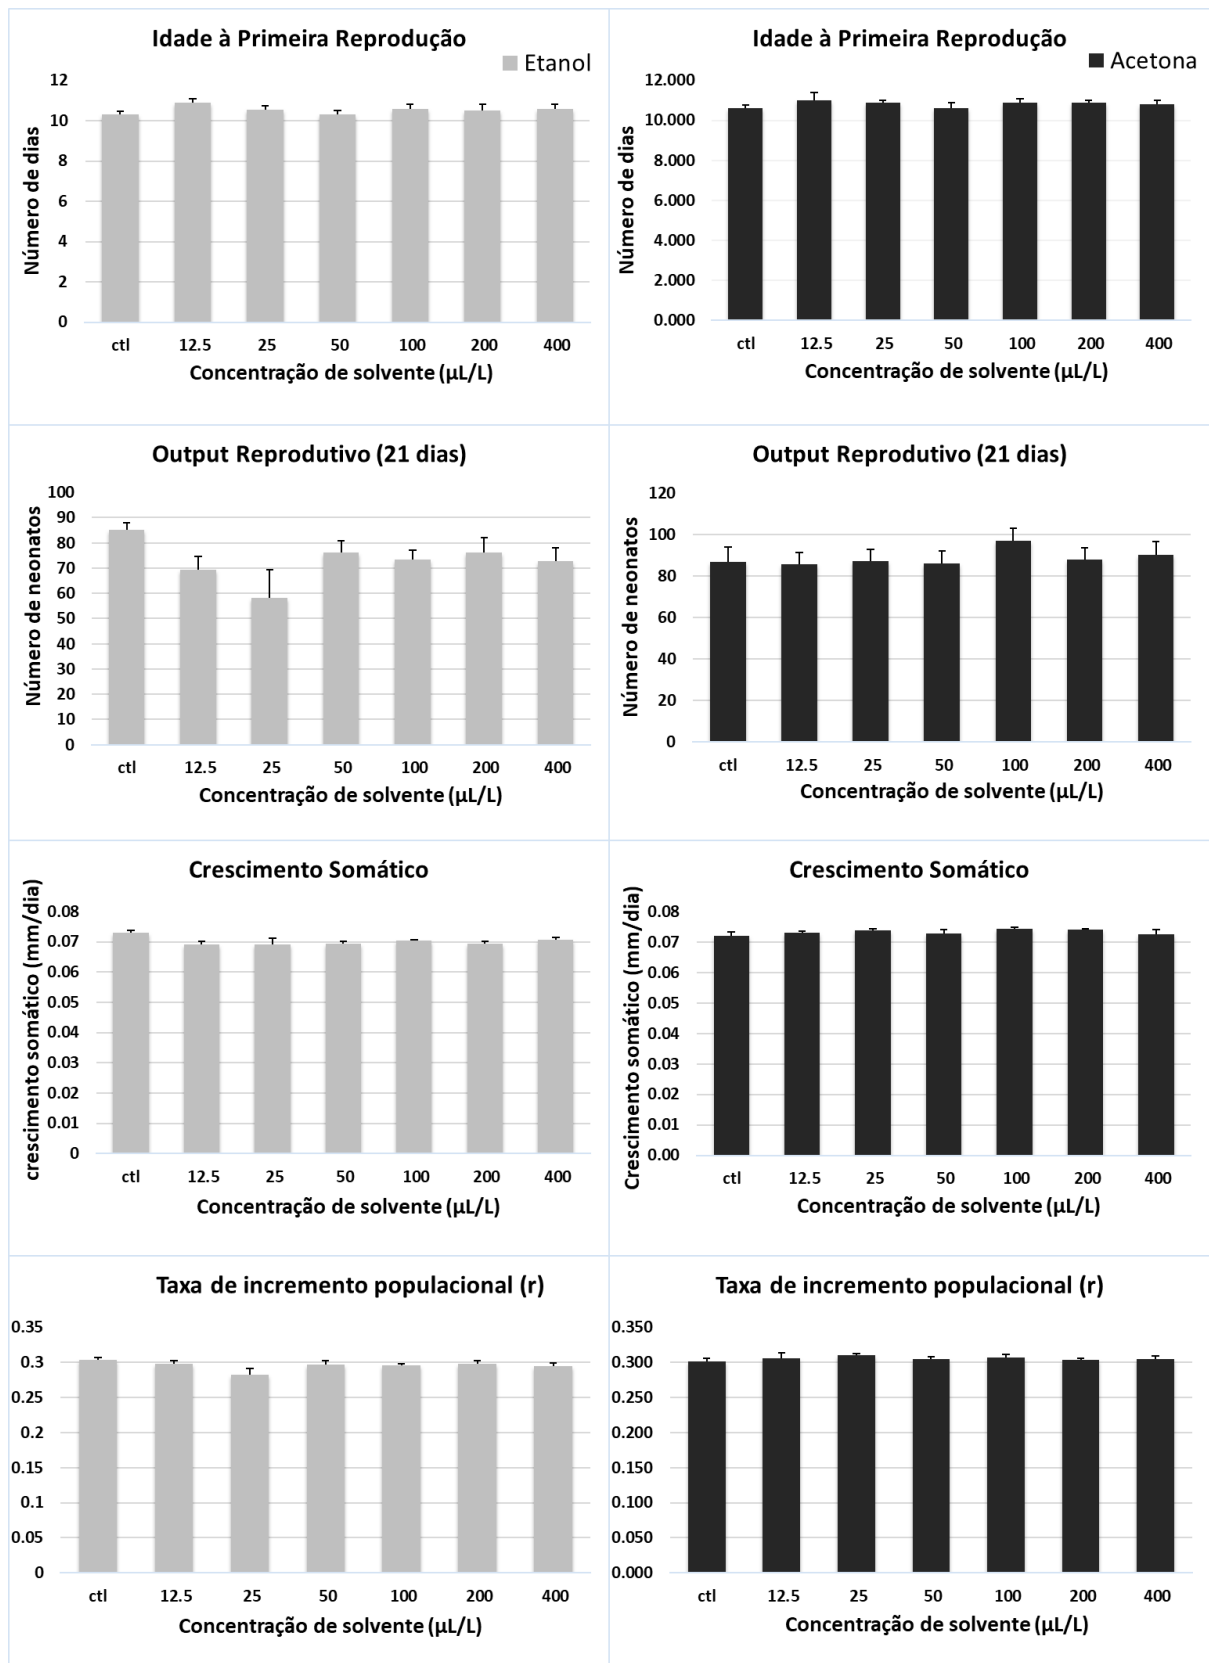 Idade à Primeira Reprodução
Etanol
Número de dias
12
10
8
6
4
2
0
ctl 12.5 25 50 100 200 400
Concentração de solvente (µL/L)
Idade à Primeira Reprodução
Acetona
Número de dias
12.000
10.000
8.000
6.000
4.000
2.000
0.000
ctl 12.5 25 50 100 200 400
Concentração de solvente (µL/L)
Output Reprodutivo (21 dias)
Número de neonatos
100
90
80
70
60
50
40
30
20
10
0
ctl 12.5 25 50 100 200 400
Concentração de solvente (µL/L)
Output Reprodutivo (21 dias)
Número de neonatos
120
100
80
60
40
20
0
ctl 12.5 25 50 100 200 400
Concentração de solvente (µL/L)
Crescimento Somático
crescimento somático (mm/dia)
0.08
0.07
0.06
0.05
0.04
0.03
0.02
0.01
0
ctl 12.5 25 50 100 200 400
Concentração de solvente (µL/L)
Crescimento Somático
Crescimento somático (mm/dia)
0.08
0.07
0.06
0.05
0.04
0.03
0.02
0.01
0.00
ctl 12.5 25 50 100 200 400
Concentração de solvente (µL/L)
Taxa de incremento populacional (r)
0.35
0.3
0.25
0.2
0.15
0.1
0.05
0
ctl 12.5 25 50 100 200 400
Concentração de solvente (µL/L)
Taxa de incremento populacional (r)
0.350
0.300
0.250
0.200
0.150
0.100
0.050
0.000
ctl 12.5 25 50 100 200 400
Concentração de solvente (µL/L)